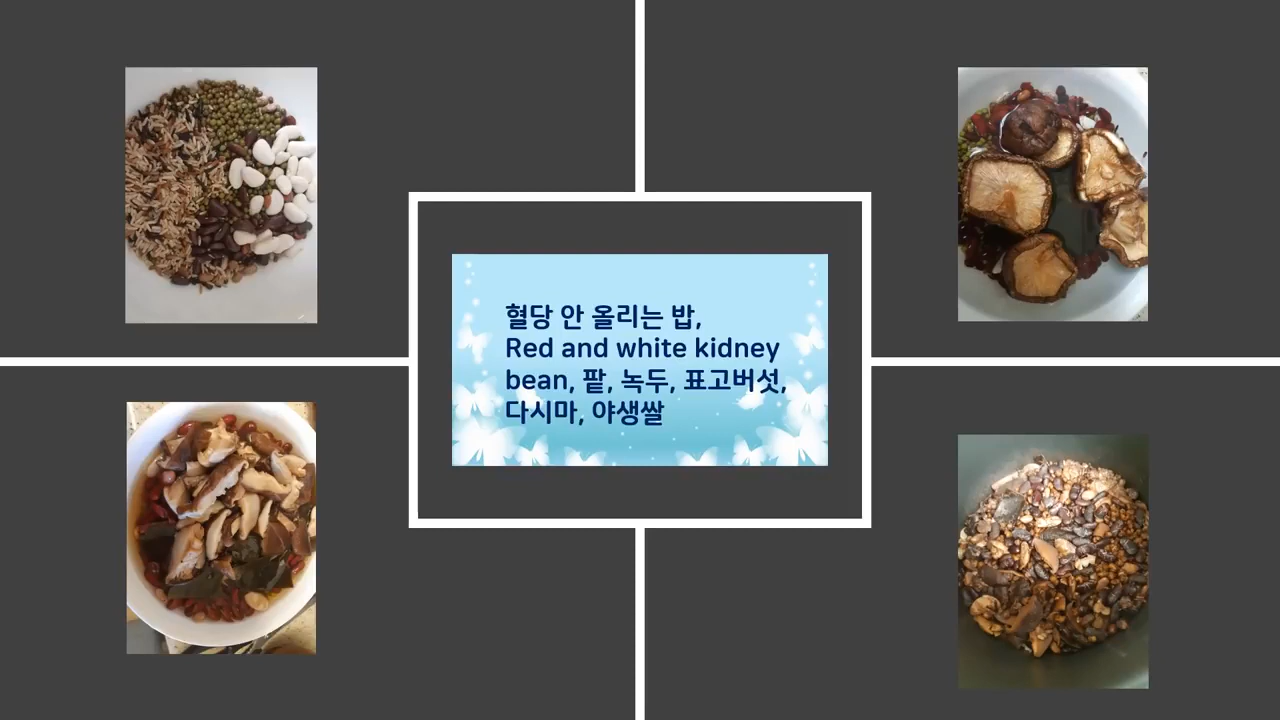 혈당 안 올리는 밥,
Red and white kidney
bean, 팥, 녹두, 표고버섯,
다시마, 야생쌀